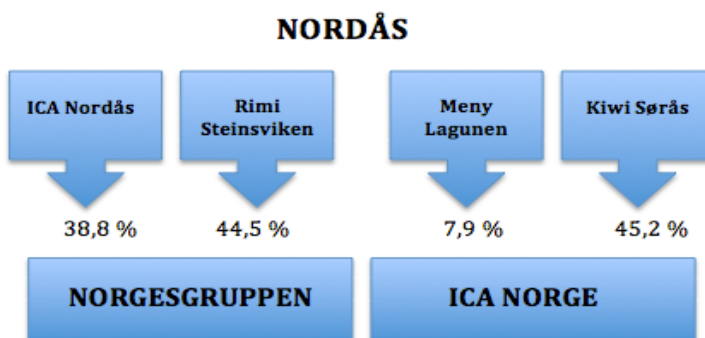 NORDÅS
ICA Nordås
Rimi
Steinsviken
Meny
Lagunen
Kiwi Sørås
38,8 %
44,5 %
7,9 %
45,2 %
NORGESGRUPPEN
ICA NORGE